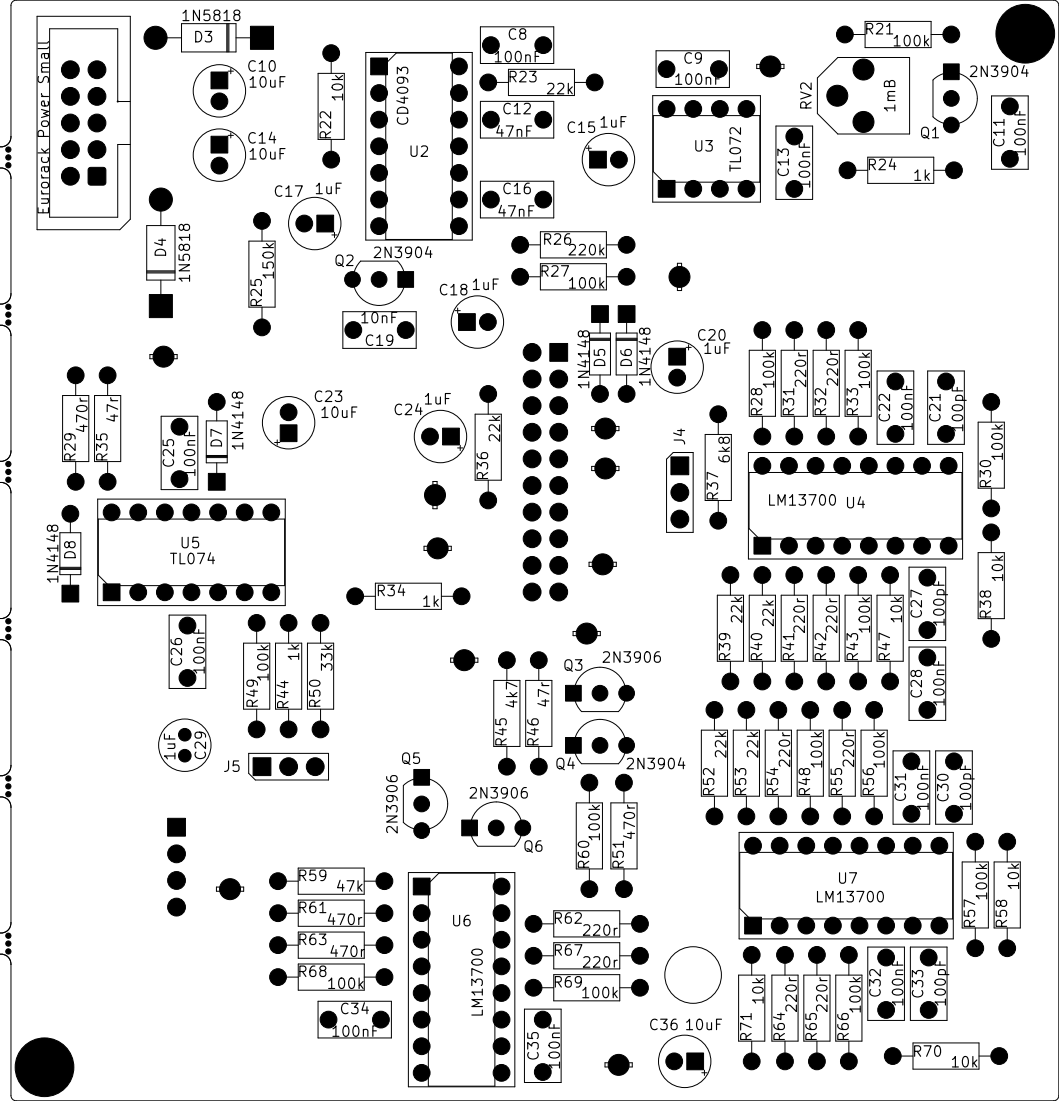 1N5818
D3
Eurorack Power Small
C10
10uF
C14
10uF
R22
10k
CD4093
U2
C8
100nF
R23
22k
C12
47nF
C16
47nF
C15
1uF
C9
100nF
U3
TL072
C13
100nF
R21
100k
RV2
1mB
2N3904
Q1
R24
1k
C11
100nF
C17
1uF
D4
1N5818
R25
150k
Q2
2N3904
10nF
C19
C18
1uF
R26
220k
R27
100k
1N4148
D5
D6
1N4148
C20
1uF
R29
470r
R35
47r
C25
100nF
D7
1N4148
C23
10uF
C24
1uF
R36
22k
J4
R37
6k8
R28
100k
R31
220r
R32
220r
R33
100k
C22
100nF
C21
100pF
R30
100k
LM13700
U4
R38
10k
1N4148
D8
U5
TL074
R34
1k
R39
22k
R40
22k
R41
220r
R42
220r
R43
100k
R47
10k
C27
100pF
C28
100nF
C26
100nF
R49
100k
R44
1k
R50
33k
1uF
C29
J5
R45
4k7
R46
47r
Q3
2N3906
Q4
2N3904
Q5
2N3906
2N3906
Q6
R60
100k
R51
470r
R52
22k
R53
22k
R54
220r
R48
100k
R55
220r
R56
100k
C31
100nF
C30
100pF
U7
LM13700
R57
100k
R58
10k
R59
47k
R61
470r
R63
470r
R68
100k
C34
100nF
U6
LM13700
R62
220r
R67
220r
R69
100k
C35
100nF
C36
10uF
R71
10k
R64
220r
R65
220r
R66
100k
C32
100nF
C33
100pF
R70
10k